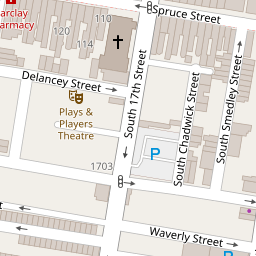 110
Spruce Street
arclay
armacy
120
114
Delancey Street
South 17th Street
Plays &
Players
Theatre
South Chadwick Street
South Smedley Street
P
1703
Waverly Street
P